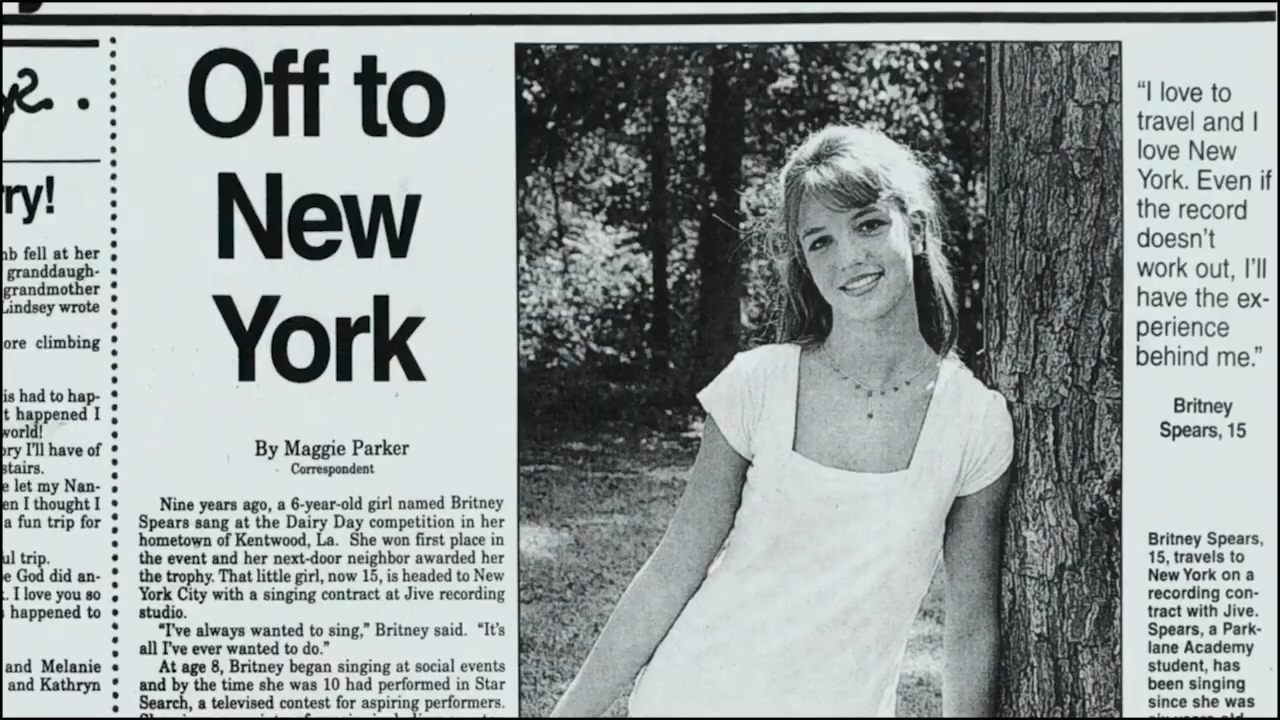 rry!
fell at her
granddaugh-
grandmother
Lindsey wrote
climbing
is had to hap-
happened I
world!
I'll have of
stairs.
let my Nan-
I thought I
a fun trip for
trip.
God did an-
I love you so
happened to
and Melanie
and Kathryn
Off to
New
York
By Maggie Parker
Correspondent
Nine years ago, a 6-year-old girl named Britney
Spears sang at the Dairy Day competition in her
hometown of Kentwood, La. She won first place in
the event and her next-door neighbor awarded her
the trophy. That little girl, now 15, is headed to New
York City with a singing contract at Jive recording
studio.
“I've always wanted to sing,” Britney said. “It's
all I've ever wanted to do.”
At age 8, Britney began singing at social events
and by the time she was 10 had performed in Star
Search, a televised contest for aspiring performers.
“I love to
travel and I
love New
York. Even if
the record
doesn't
work out, I'll
have the ex-
perience
behind me.”
Britney
Spears, 15
Britney Spears,
15, travels to
New York on a
recording con-
tract with Jive.
Spears, a Park-
lane Academy
student, has
been singing
since she was